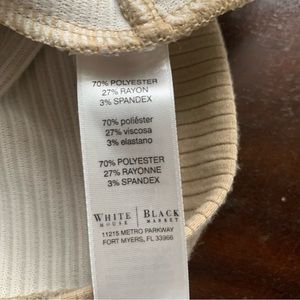 70% POLYESTER
27% RAYON
3% SPANDEX
70% poliéster
27% viscosa
3% elastano
70% POLYESTER
27% RAYONNE
3% SPANDEX
WHITE | BLACK
HOUSE | MARKET
11215 METRO PARKWAY
FORT MYERS, FL 33966